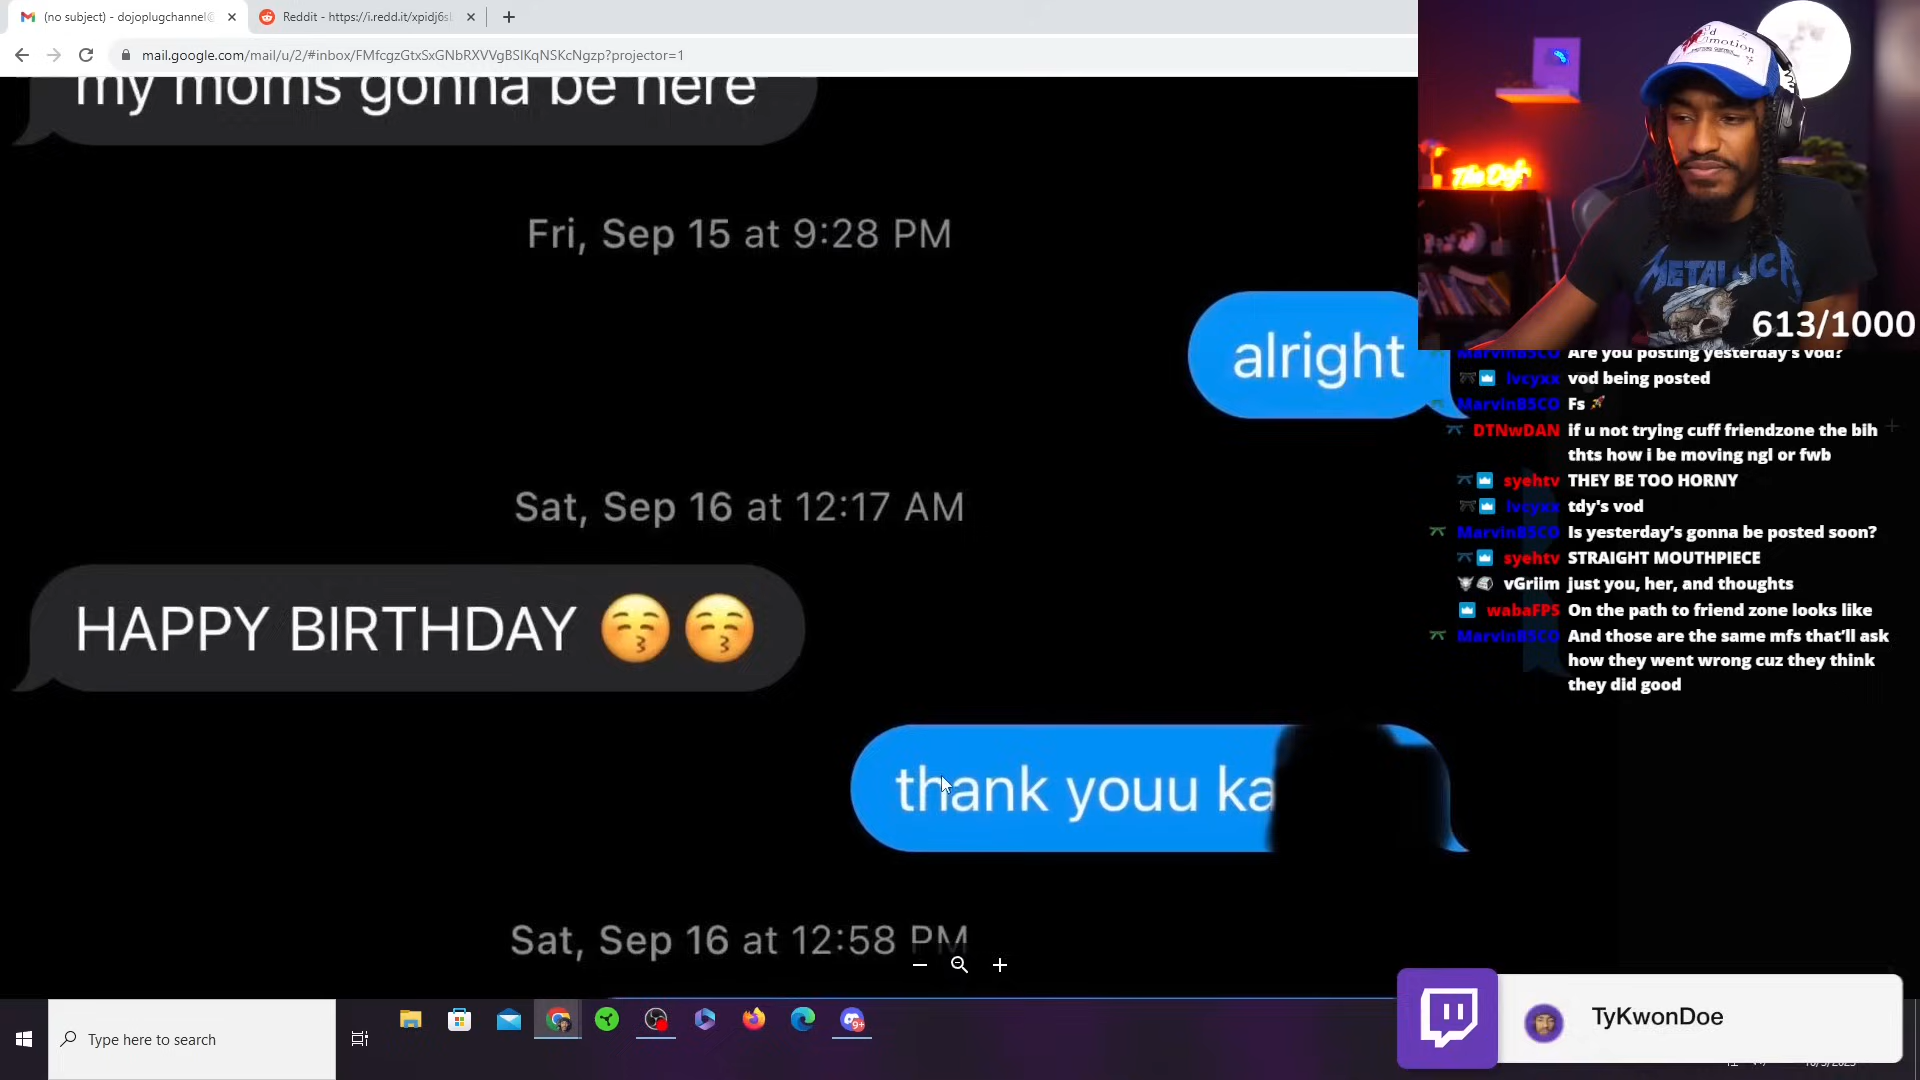 (no subject) - dojoplugchannel@
Reddit - https://i.redd.it/xpidj6s
mail.google.com/mail/u/2/#inbox/FMfcgzGtxSxGNbRXVVgBSlKqNSKcNgzp?projector=1
my moms gonna be here
Fri, Sep 15 at 9:28 PM
alright
Sat, Sep 16 at 12:17 AM
HAPPY BIRTHDAY 😚😚
thank youu ka
Sat, Sep 16 at 12:58 PM
METALLICA
613/1000
MarvinB5CO Are you posting yesterday's vod?
lvcyxx vod being posted
MarvinB5CO Fs 🚀
DTNwDAN if u not trying cuff friendzone the bih
thts how i be moving ngl or fwb
syehtv THEY BE TOO HORNY
lvcyxx tdy's vod
MarvinB5CO Is yesterday's gonna be posted soon?
syehtv STRAIGHT MOUTHPIECE
vGriim just you, her, and thoughts
wabaFPS On the path to friend zone looks like
MarvinB5CO And those are the same mfs that'll ask
how they went wrong cuz they think
they did good
TyKwonDoe
Type here to search
9+